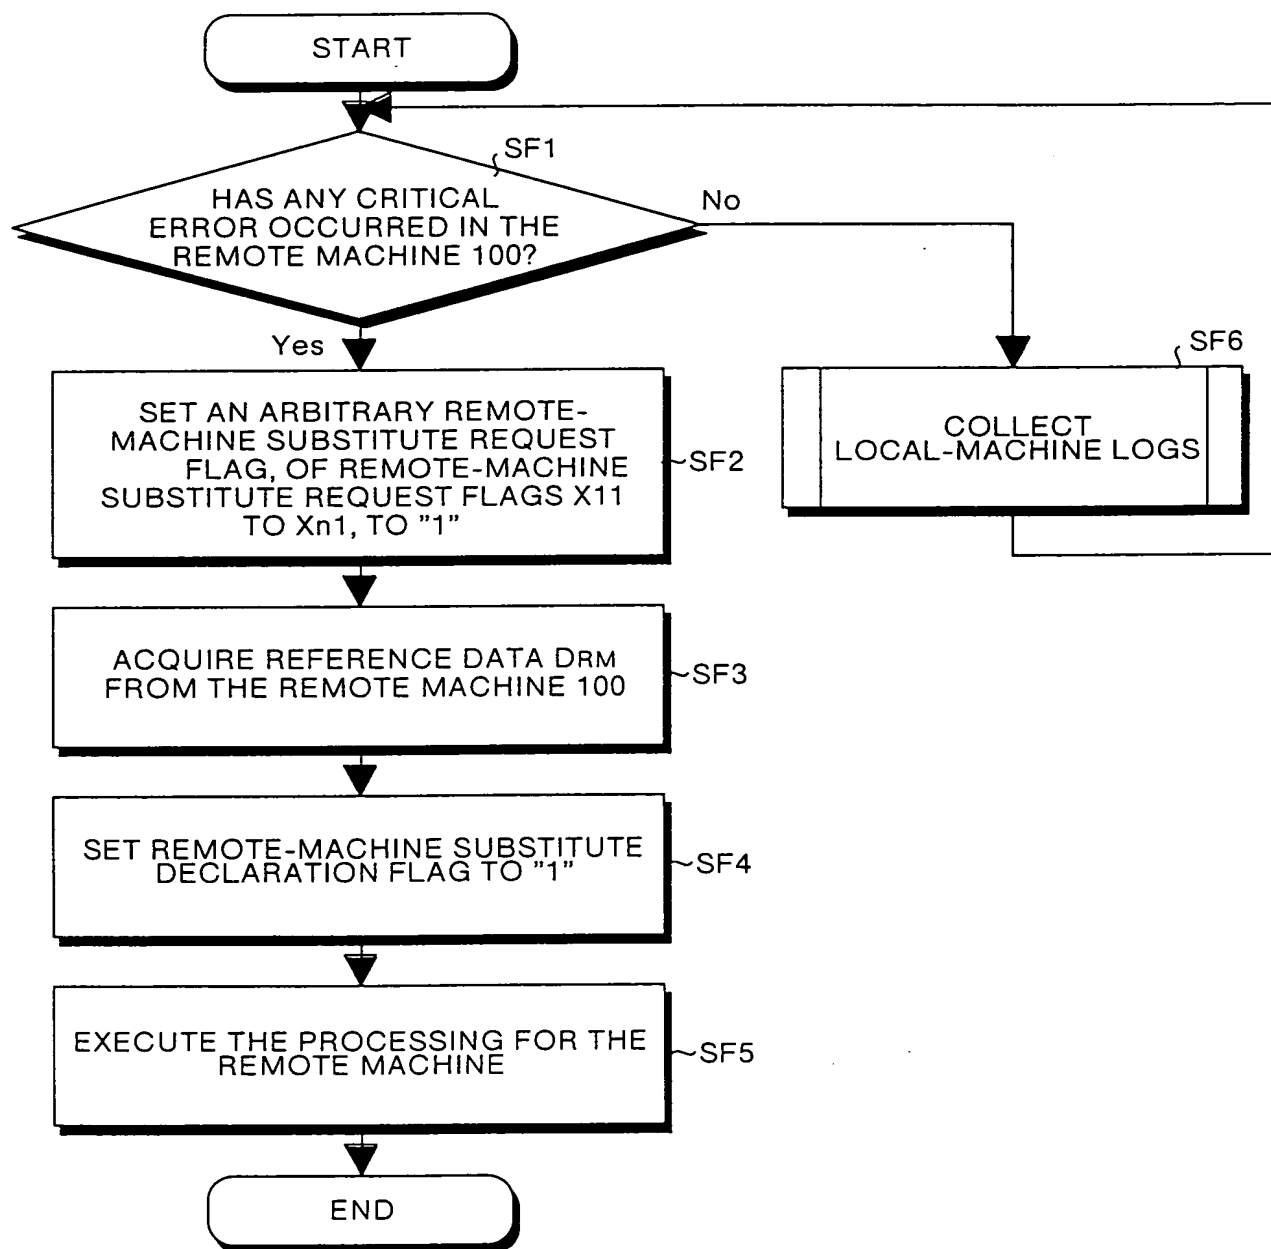 START
SF1
HAS ANY CRITICAL
ERROR OCCURRED IN THE
REMOTE MACHINE 100?
No
Yes
SET AN ARBITRARY REMOTE-
MACHINE SUBSTITUTE REQUEST
FLAG, OF REMOTE-MACHINE
SUBSTITUTE REQUEST FLAGS X11
TO Xn1, TO "1"
SF2
SF6
COLLECT
LOCAL-MACHINE LOGS
ACQUIRE REFERENCE DATA DRM
FROM THE REMOTE MACHINE 100
SF3
SET REMOTE-MACHINE SUBSTITUTE
DECLARATION FLAG TO "1"
SF4
EXECUTE THE PROCESSING FOR THE
REMOTE MACHINE
SF5
END